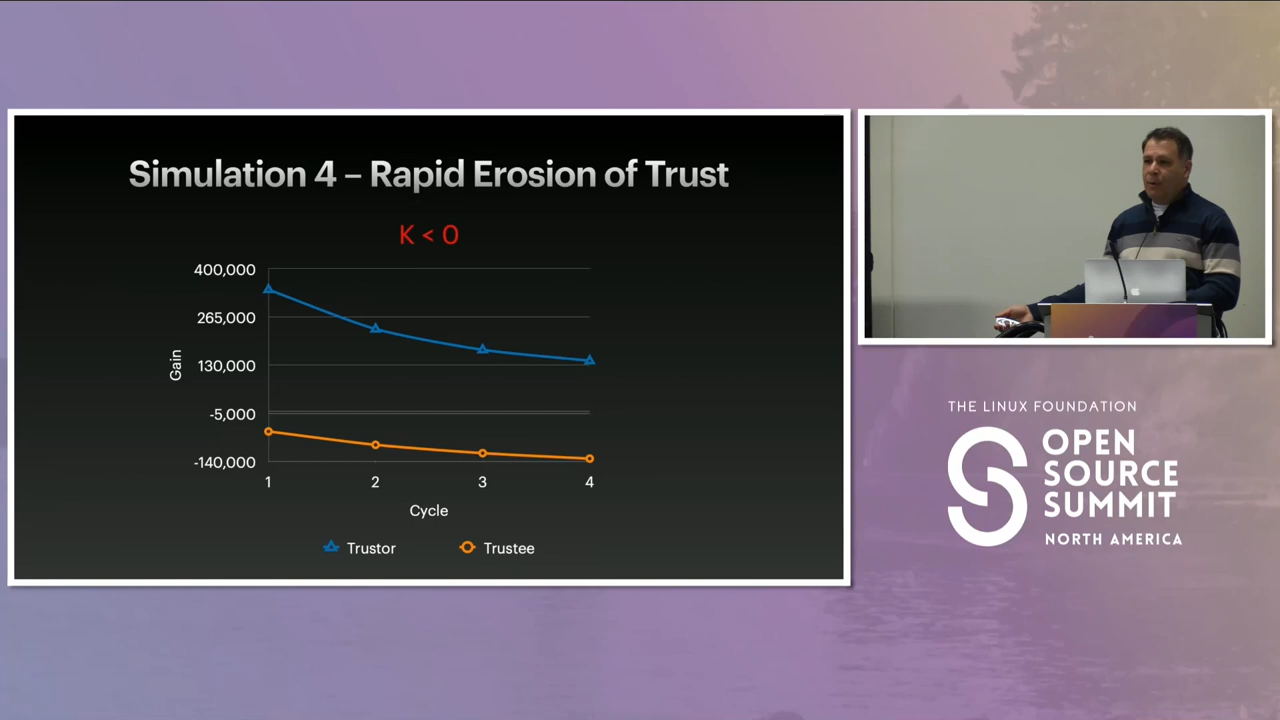 Simulation 4 – Rapid Erosion of Trust
K < 0
400,000
265,000
130,000
-5,000
-140,000
Gain
1 2 3 4
Cycle
Trustor Trustee
THE LINUX FOUNDATION
OPEN
SOURCE
SUMMIT
NORTH AMERICA